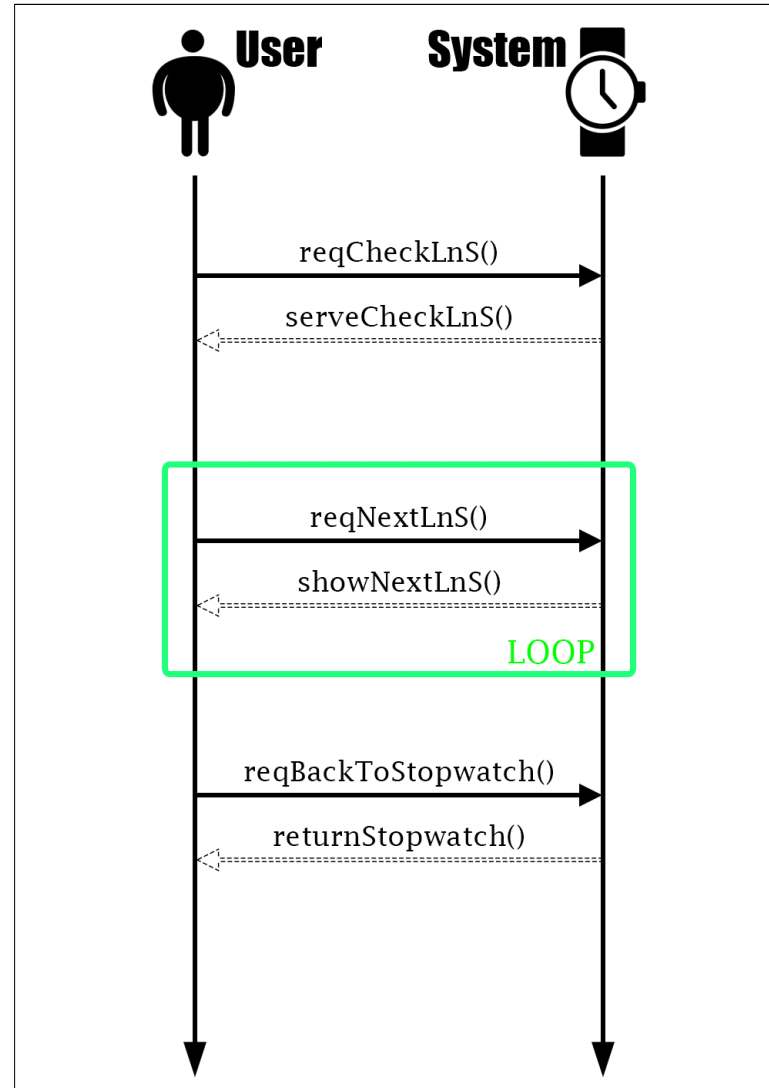 User
System
reqCheckLnS()
serveCheckLnS()
reqNextLnS()
showNextLnS()
LOOP
reqBackToStopwatch()
returnStopwatch()